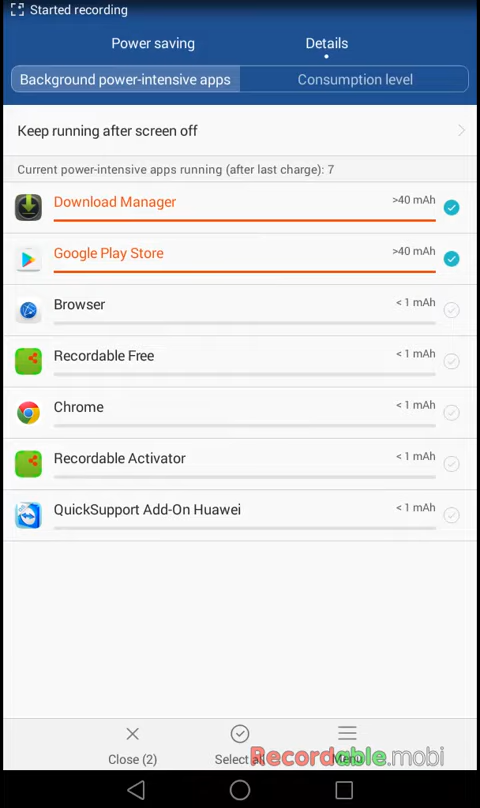 Started recording
Power saving
Details
Background power-intensive apps
Consumption level
Keep running after screen off
Current power-intensive apps running (after last charge): 7
Download Manager
>40 mAh
Google Play Store
>40 mAh
Browser
< 1 mAh
Recordable Free
< 1 mAh
Chrome
< 1 mAh
Recordable Activator
< 1 mAh
QuickSupport Add-On Huawei
< 1 mAh
Close (2)
Select all
Menu
Recordable.mobi